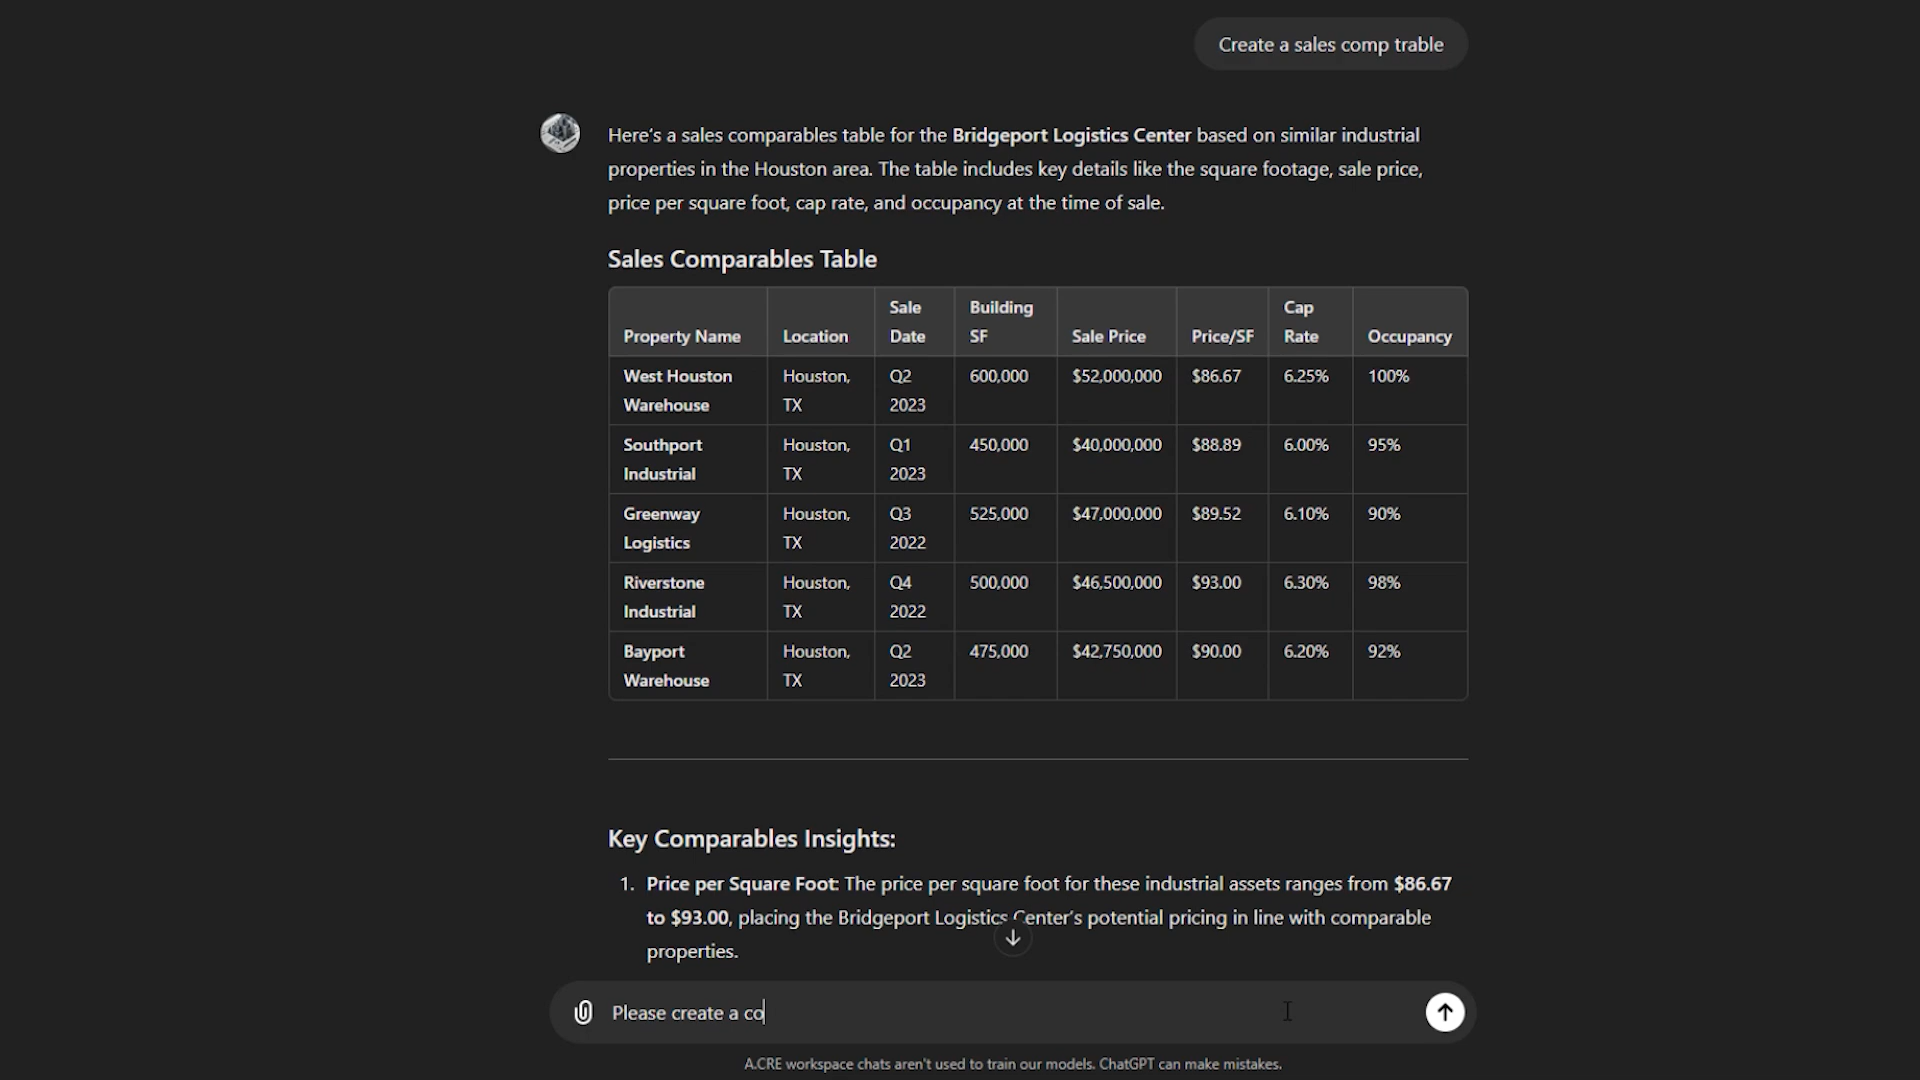 Create a sales comp trable
Here's a sales comparables table for the Bridgeport Logistics Center based on similar industrial
properties in the Houston area. The table includes key details like the square footage, sale price,
price per square foot, cap rate, and occupancy at the time of sale.
Sales Comparables Table
Property Name Location Sale Date Building SF Sale Price Price/SF Cap Rate Occupancy
West Houston Warehouse Houston, TX Q2 2023 600,000 $52,000,000 $86.67 6.25% 100%
Southport Industrial Houston, TX Q1 2023 450,000 $40,000,000 $88.89 6.00% 95%
Greenway Logistics Houston, TX Q3 2022 525,000 $47,000,000 $89.52 6.10% 90%
Riverstone Industrial Houston, TX Q4 2022 500,000 $46,500,000 $93.00 6.30% 98%
Bayport Warehouse Houston, TX Q2 2023 475,000 $42,750,000 $90.00 6.20% 92%
Key Comparables Insights:
1. Price per Square Foot: The price per square foot for these industrial assets ranges from $86.67
to $93.00, placing the Bridgeport Logistics Center's potential pricing in line with comparable
properties.
Please create a co
A.CRE workspace chats aren't used to train our models. ChatGPT can make mistakes.